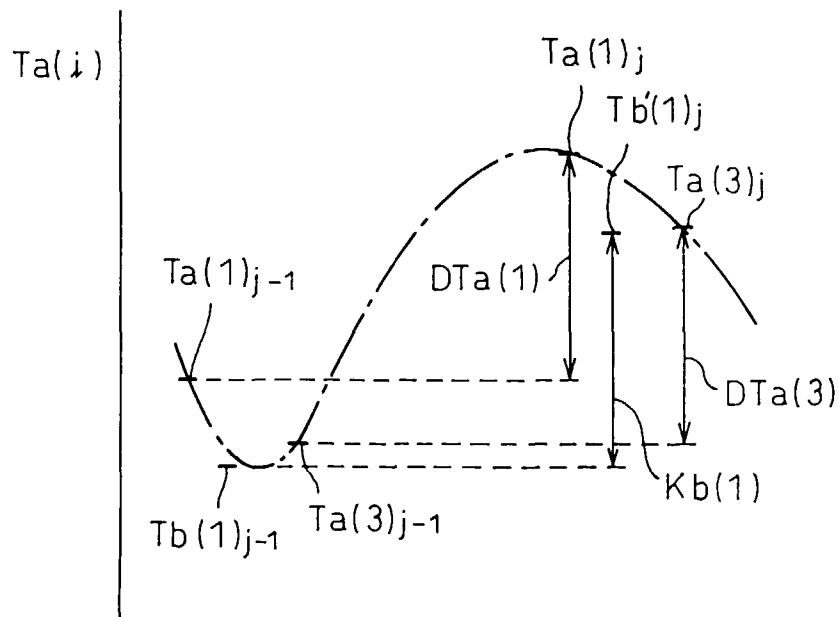 Ta(i)
Ta(1)j
Tb'(1)j
Ta(3)j
Ta(1)j-1
DTa(1)
DTa(3)
Kb(1)
Ta(3)j-1
Tb(1)j-1